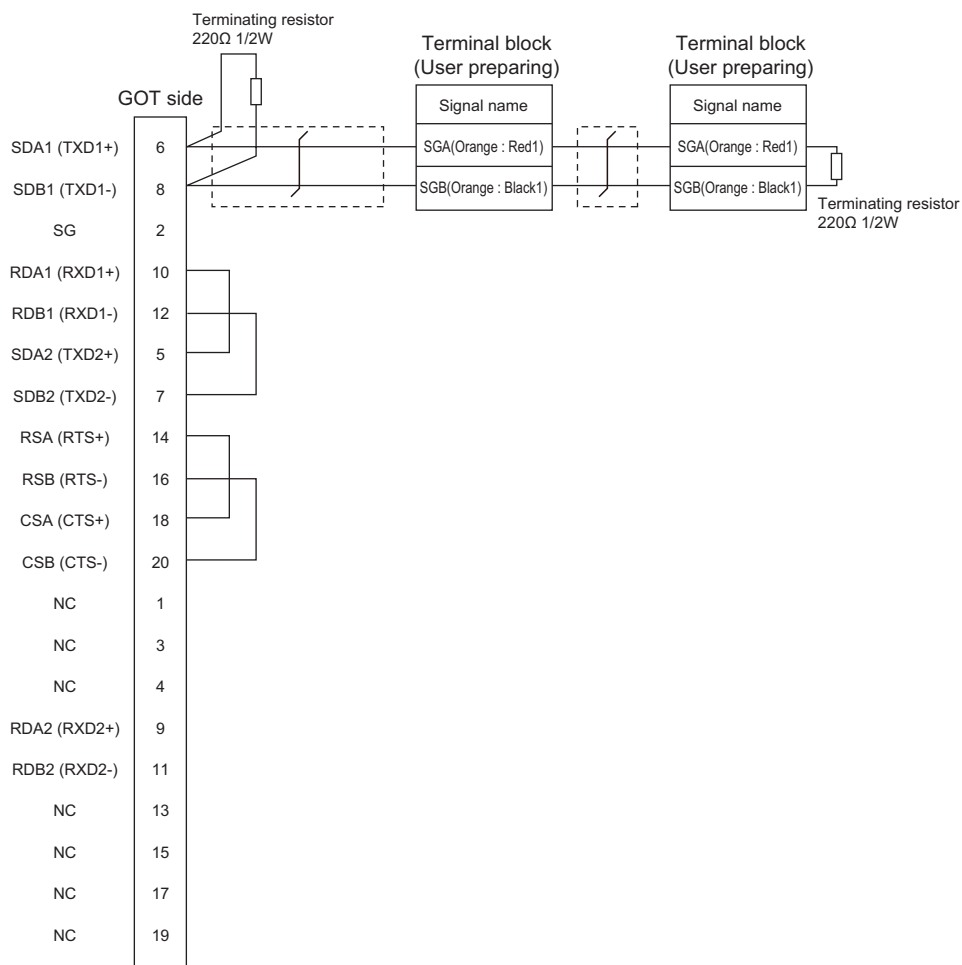 Terminating resistor
220Ω 1/2W
Terminal block
(User preparing)
Terminal block
(User preparing)
GOT side
Signal name
Signal name
SDA1 (TXD1+) 6 SGA(Orange : Red1) SGA(Orange : Red1)
SDB1 (TXD1-) 8 SGB(Orange : Black1) SGB(Orange : Black1)
Terminating resistor
220Ω 1/2W
SG 2
RDA1 (RXD1+) 10
RDB1 (RXD1-) 12
SDA2 (TXD2+) 5
SDB2 (TXD2-) 7
RSA (RTS+) 14
RSB (RTS-) 16
CSA (CTS+) 18
CSB (CTS-) 20
NC 1
NC 3
NC 4
RDA2 (RXD2+) 9
RDB2 (RXD2-) 11
NC 13
NC 15
NC 17
NC 19